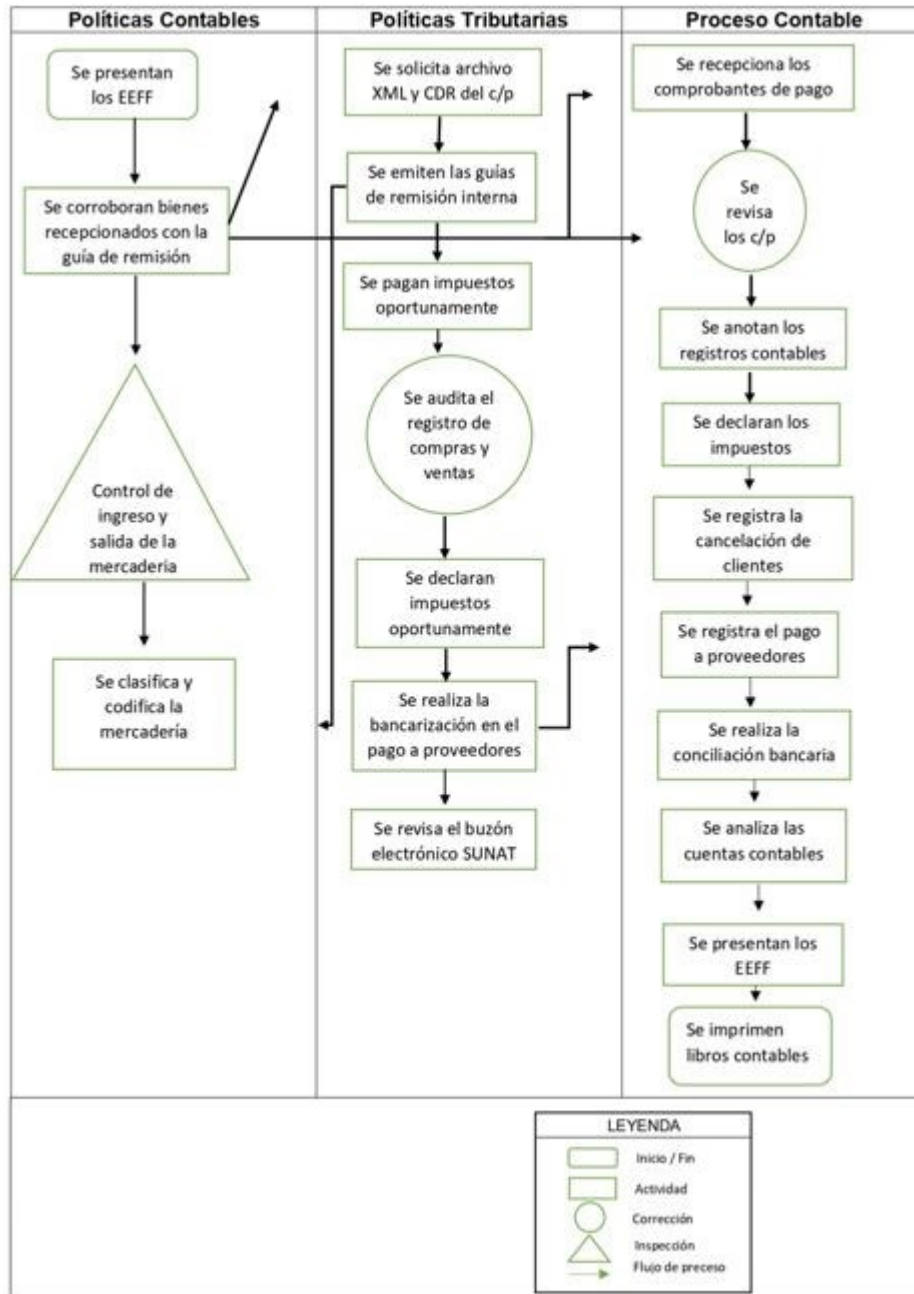 Políticas Contables
Se presentan
los EEFF
Se corroboran bienes
recepcionados con la
guía de remisión
Control de
ingreso y
salida de la
mercaderia
Se clasifica y
codifica la
mercadería
Políticas Tributarias
Se solicita archivo
XML y CDR del c/p
Se emiten las guías
de remisión interna
Se pagan impuestos
oportunamente
Se audita el
registro de
compras y
ventas
Se declaran
impuestos
oportunamente
Se realiza la
bancarización en el
pago a proveedores
Se revisa el buzón
electrónico SUNAT
Proceso Contable
Se recepciona los
comprobantes de pago
Se
revisa
los c/p
Se anotan los
registros contables
Se declaran los
impuestos
Se registra la
cancelación de
clientes
Se registra el pago
a proveedores
Se realiza la
conciliación bancaria
Se analiza las
cuentas contables
Se presentan los
EEFF
Se imprimen
libros contables
LEYENDA
Inicio / Fin
Actividad
Corrección
Inspección
Flujo de preceso